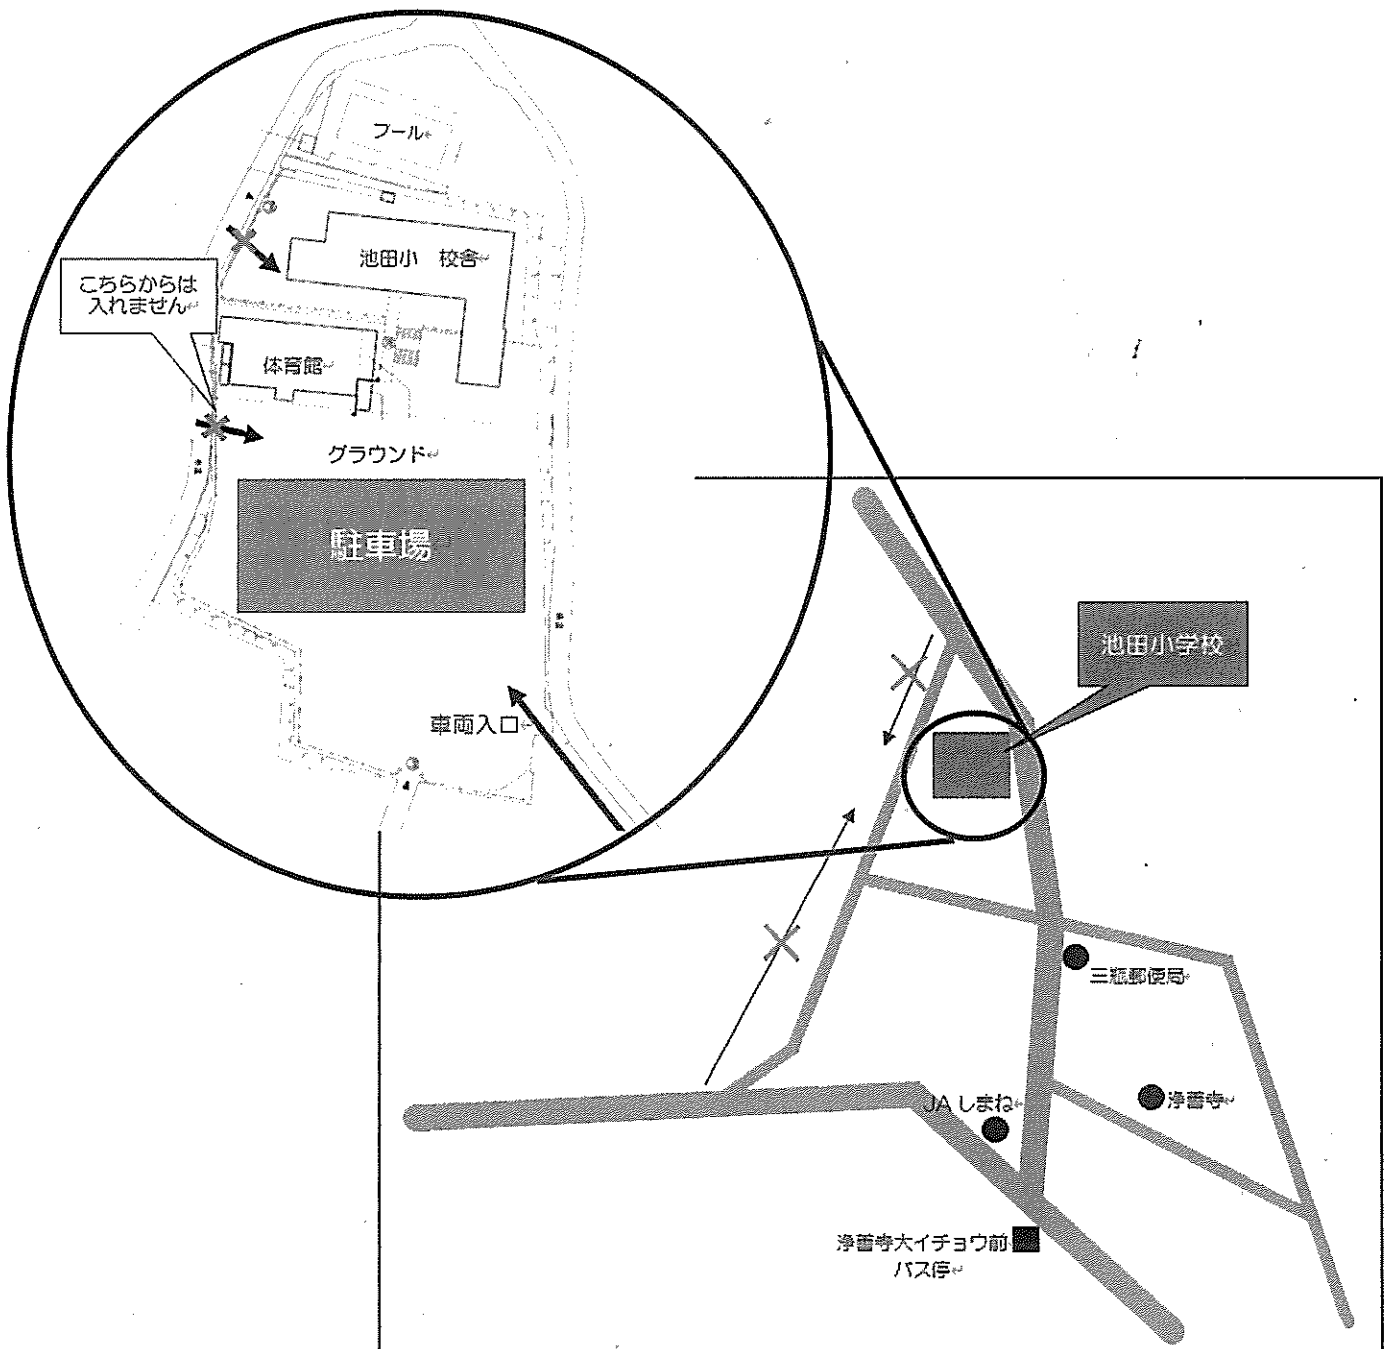 プール
池田小 校舎
こちらからは
入れません
体育館
グラウンド
駐車場
車両入口
池田小学校
三瓶郵便局
JAしまね
浄善寺
浄善寺大イチョウ前
バス停